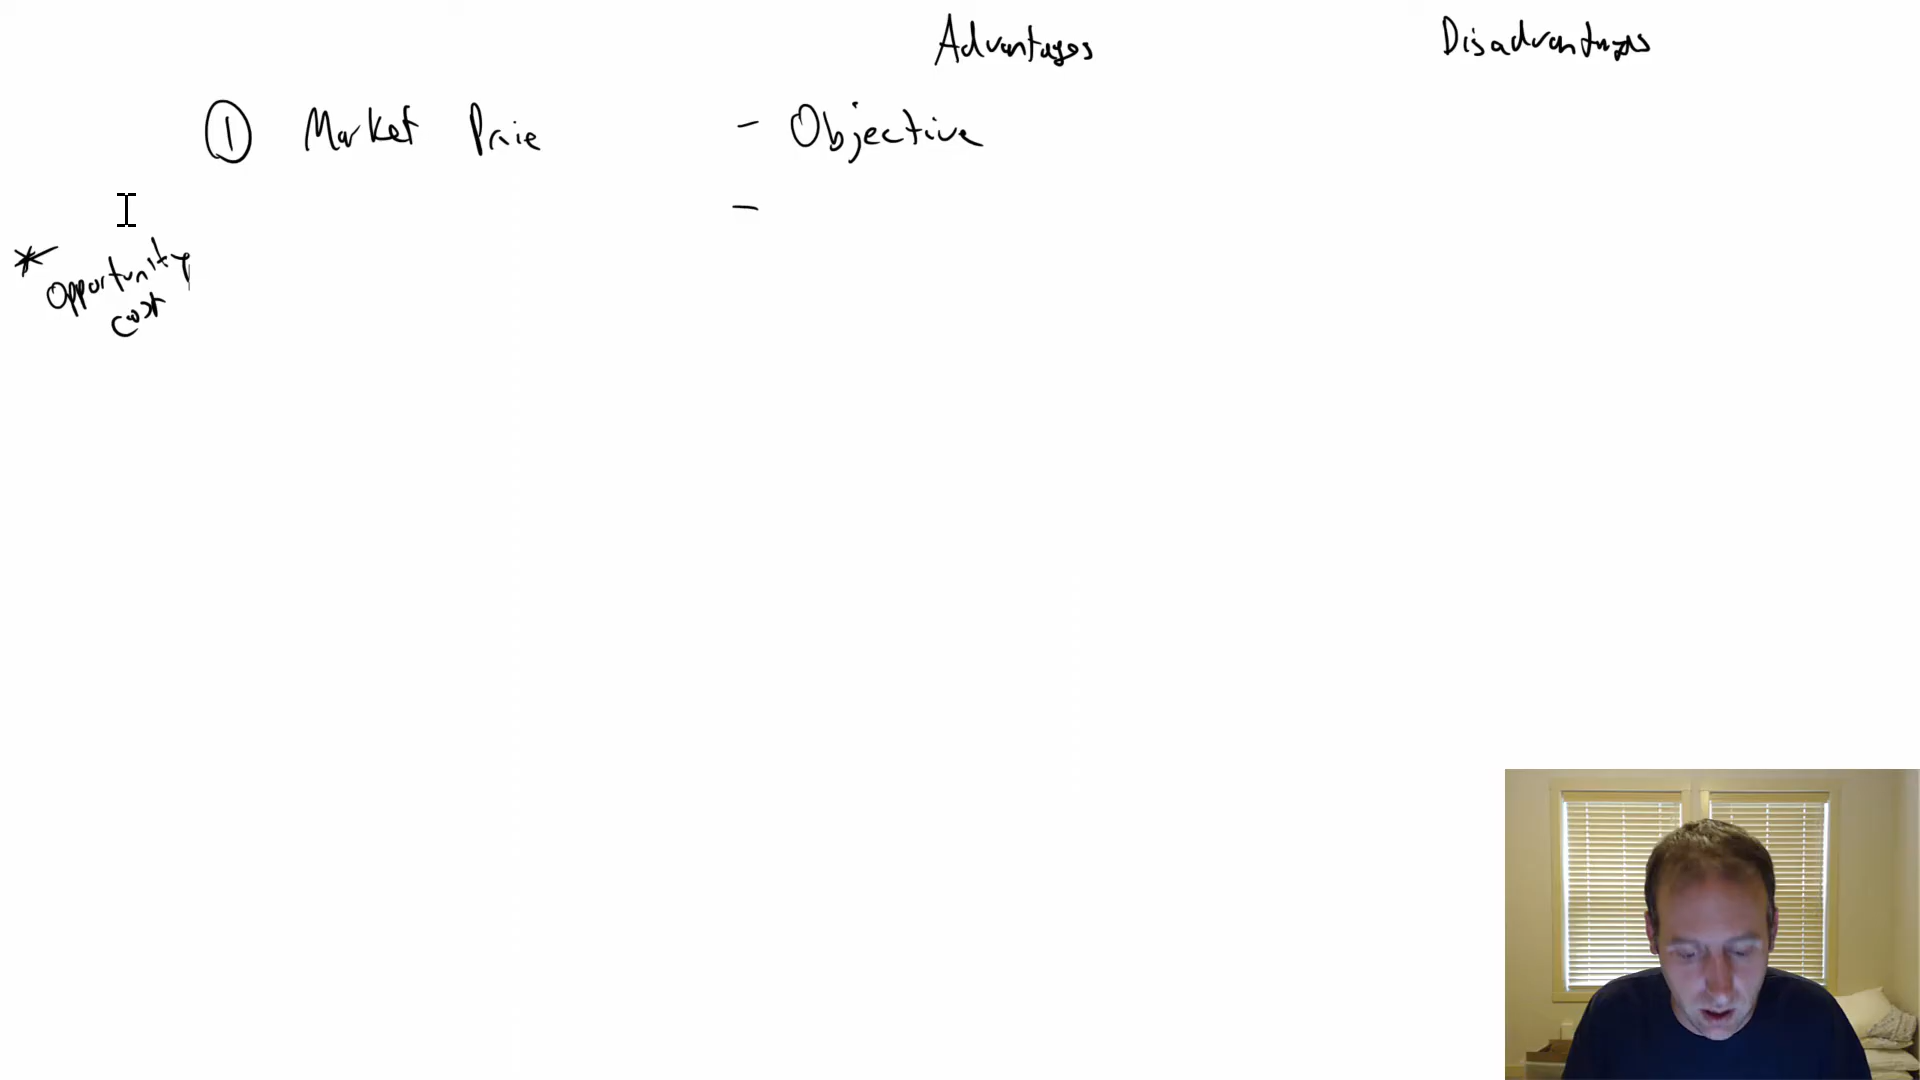 Advantages Disadvantages
① Market Price - Objective
-
* Opportunity
cost